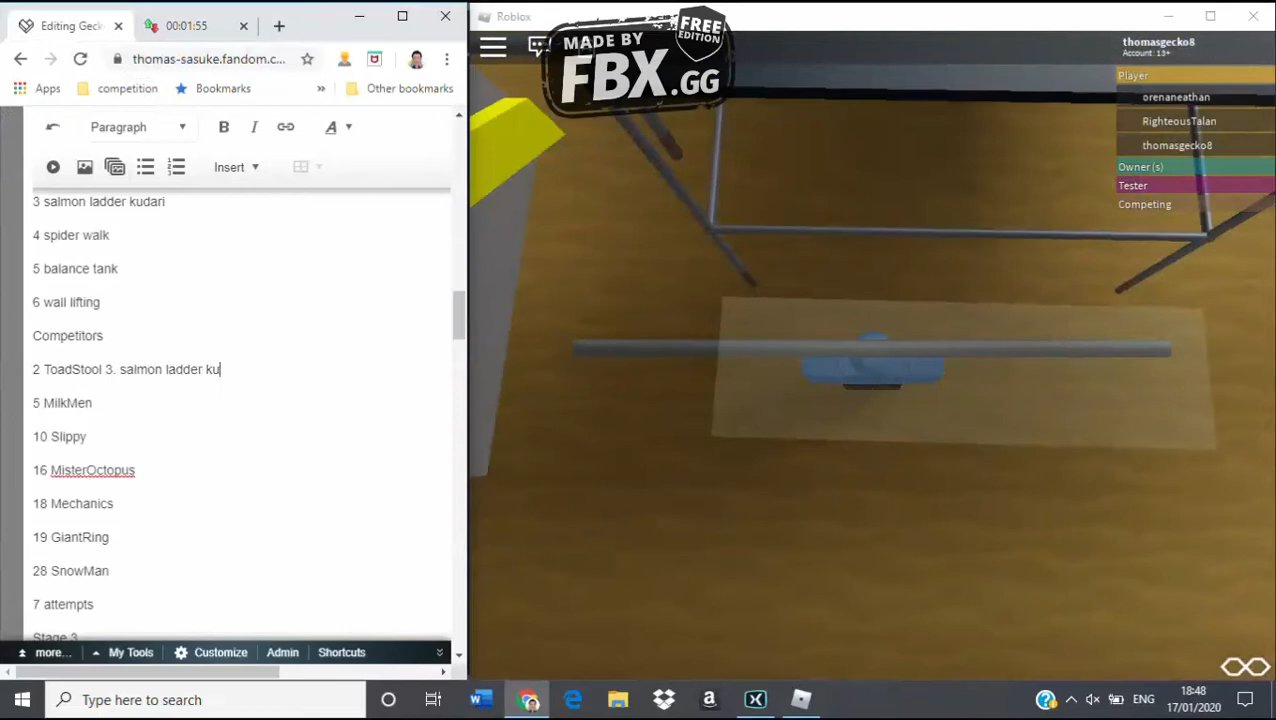 Editing Geck
00:01:55
thomas-sasuke.fandom.c...
Apps
competition
Bookmarks
»
Other bookmarks
Paragraph
B
I
A
Insert
3 salmon ladder kudari
4 spider walk
5 balance tank
6 wall lifting
Competitors
2 ToadStool 3. salmon ladder ku
5 MilkMen
10 Slippy
16 MisterOctopus
18 Mechanics
19 GiantRing
28 SnowMan
7 attempts
Stage 3
more...
My Tools
Customize
Admin
Shortcuts
Roblox
MADE BY
FBX.GG
FREE
EDITION
thomasgecko8
Account: 13+
Player
orenaneathan
RighteousTalan
thomasgecko8
Owner(s)
Tester
Competing
Type here to search
ENG
18:48
17/01/2020